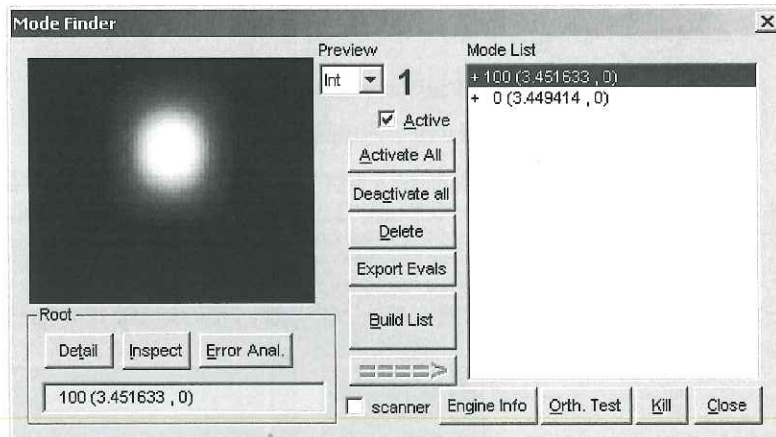 Mode Finder
Preview
Int
1
Active
Activate All
Deactivate all
Delete
Export Evals
Build List
====>
scanner
Mode List
+ 100 (3.451633 , 0)
+ 0 (3.449414 , 0)
Root
Detail Inspect Error Anal.
100 (3.451633 , 0)
Engine Info Orth. Test Kill Close